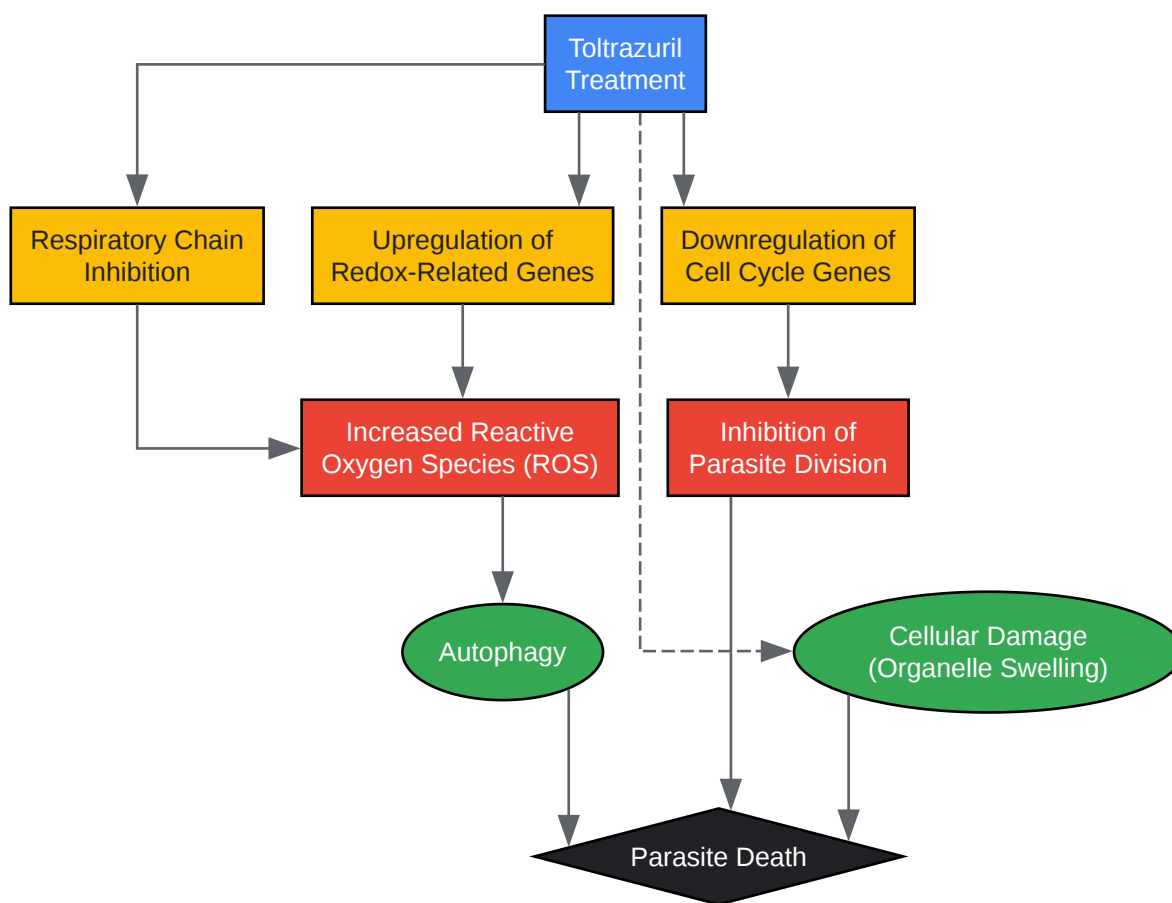 Toltrazuril
Treatment
Respiratory Chain
Inhibition
Upregulation of
Redox-Related Genes
Downregulation of
Cell Cycle Genes
Increased Reactive
Oxygen Species (ROS)
Inhibition of
Parasite Division
Autophagy
Cellular Damage
(Organelle Swelling)
Parasite Death